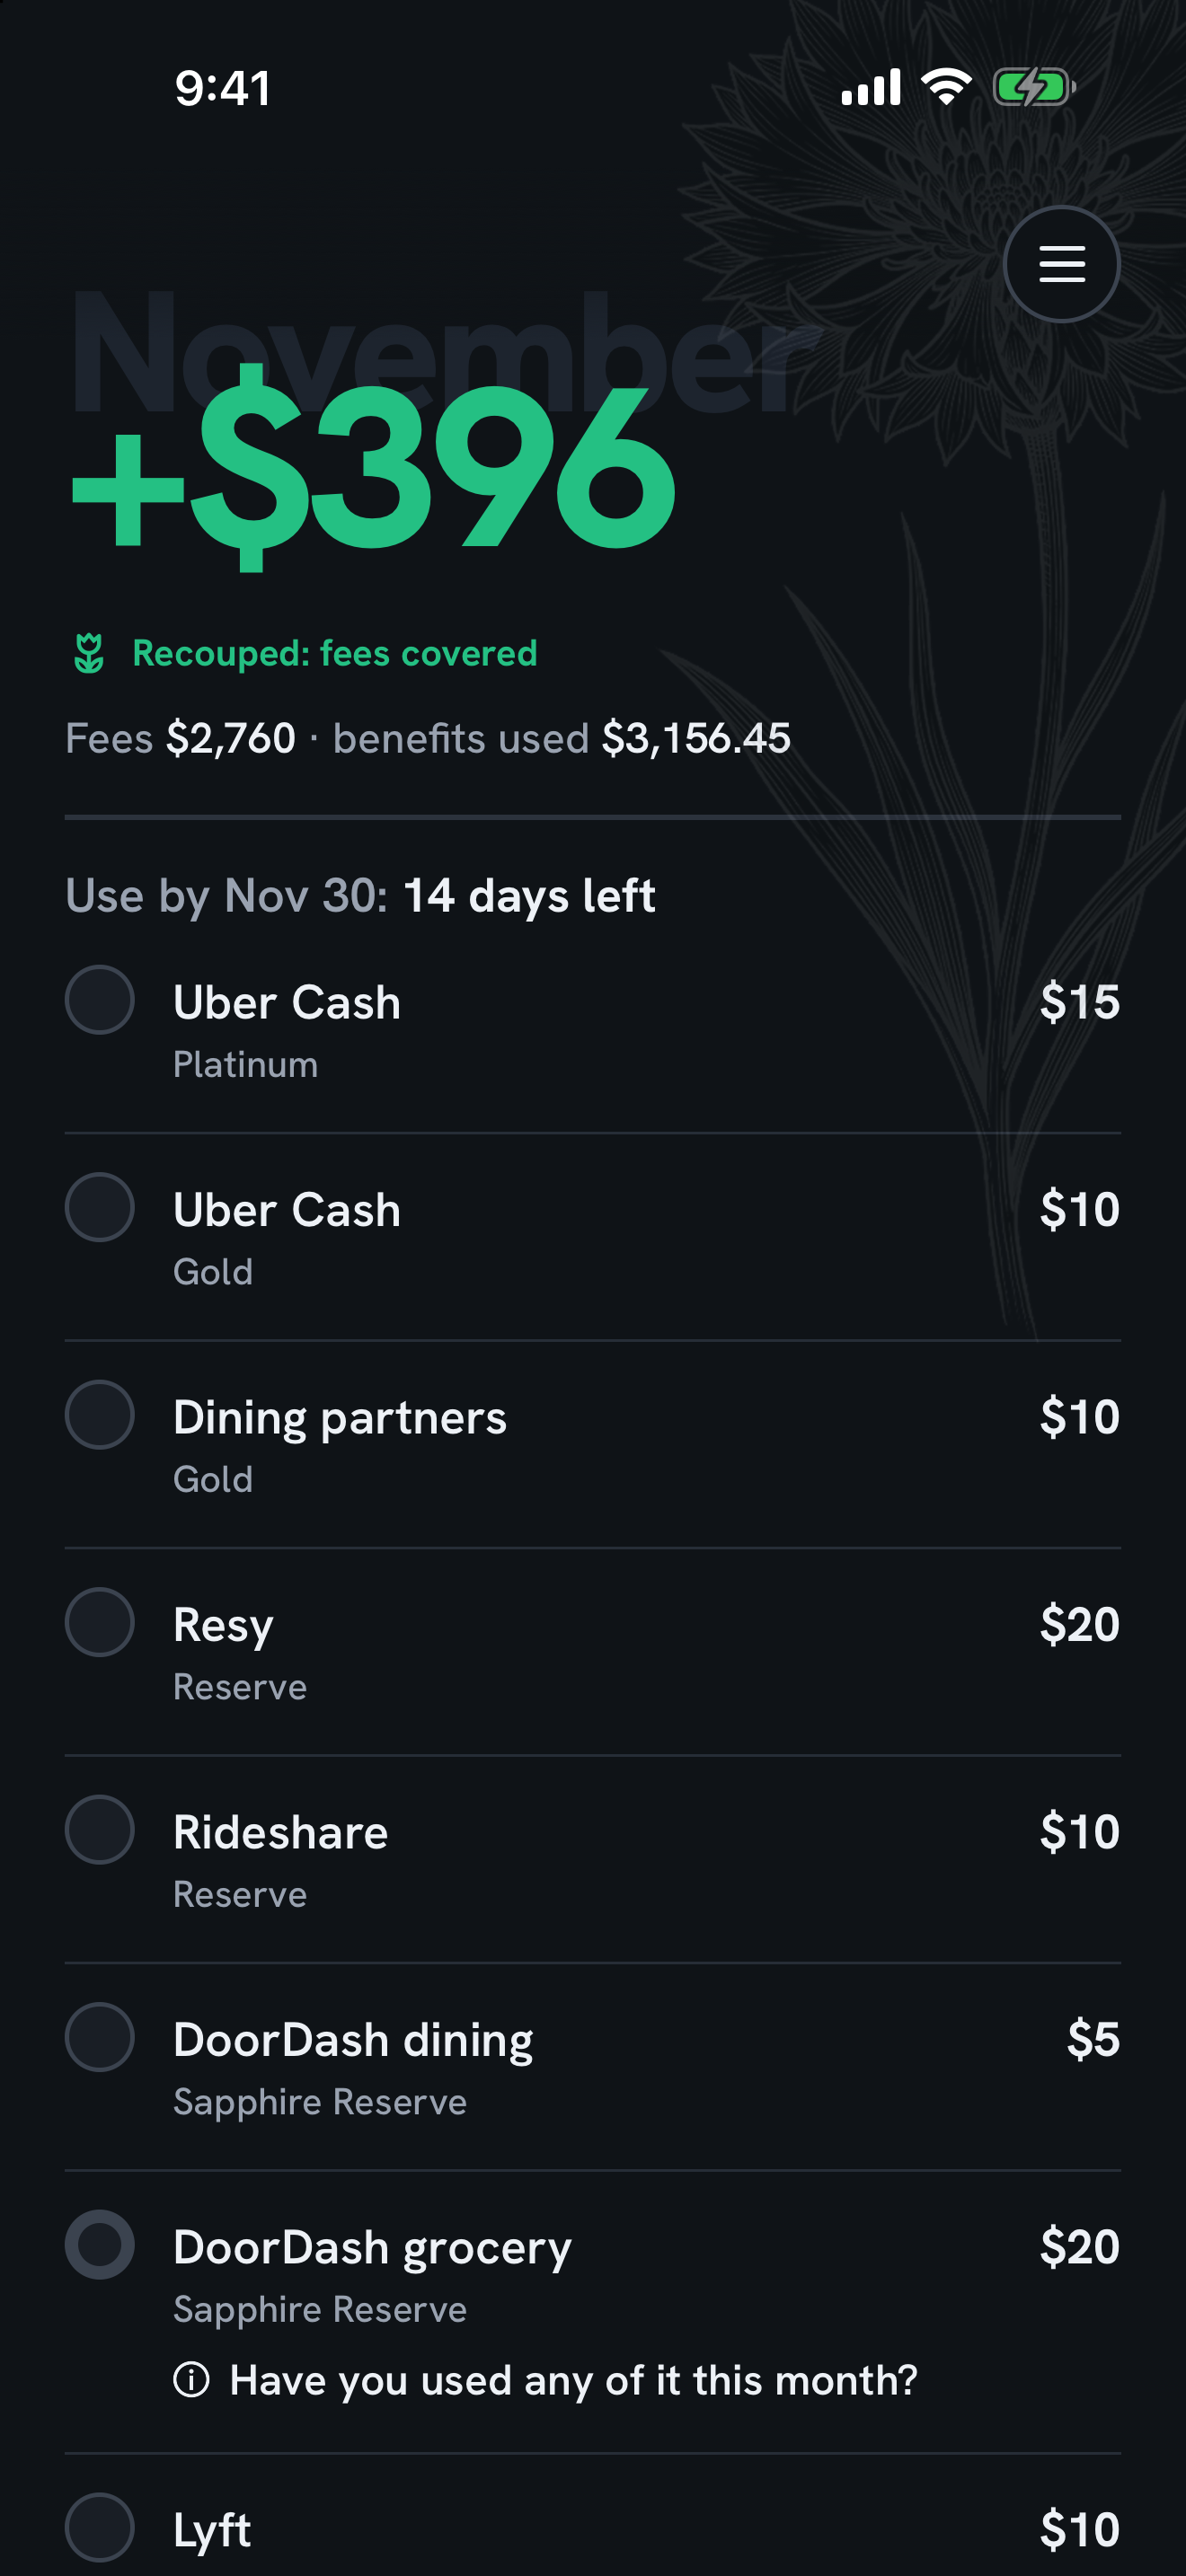 9:41
November
+$396
Recouped: fees covered
Fees $2,760 · benefits used $3,156.45
Use by Nov 30: 14 days left
Uber Cash $15
Platinum
Uber Cash $10
Gold
Dining partners $10
Gold
Resy $20
Reserve
Rideshare $10
Reserve
DoorDash dining $5
Sapphire Reserve
DoorDash grocery $20
Sapphire Reserve
Have you used any of it this month?
Lyft $10